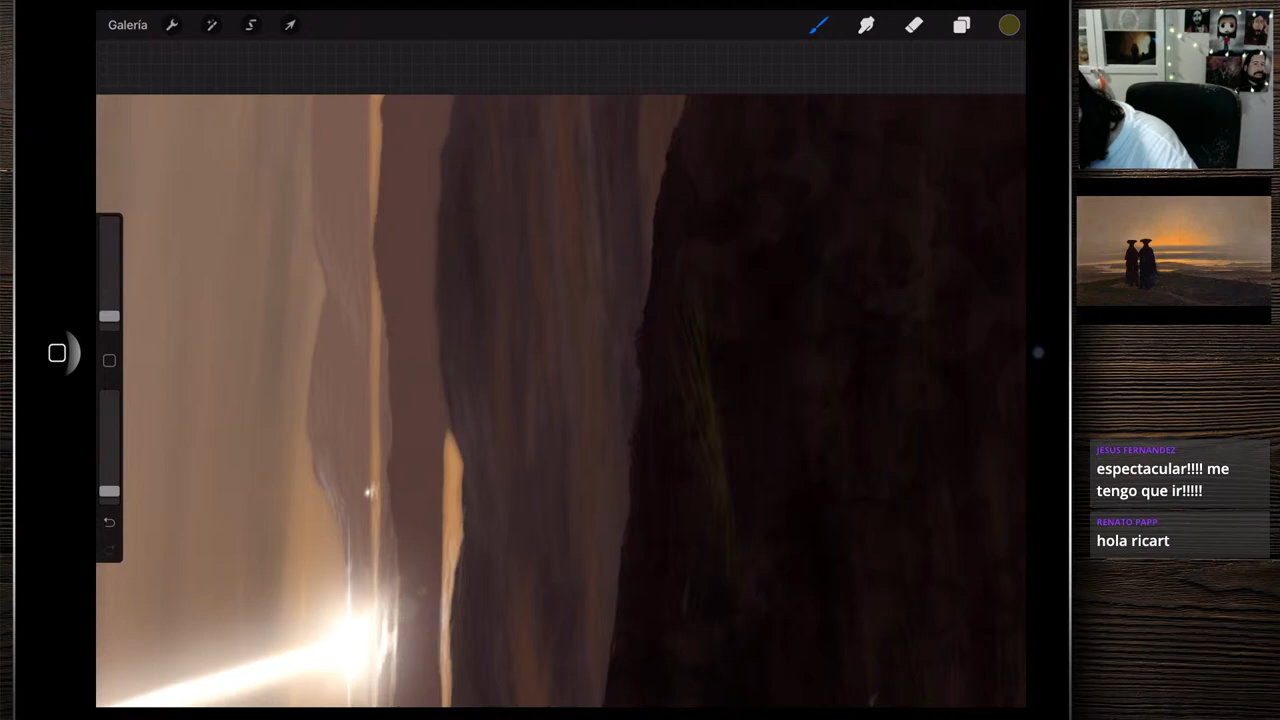 Galería
JESUS FERNANDEZ
espectacular!!!! me
tengo que ir!!!!!
RENATO PAPP
hola ricart